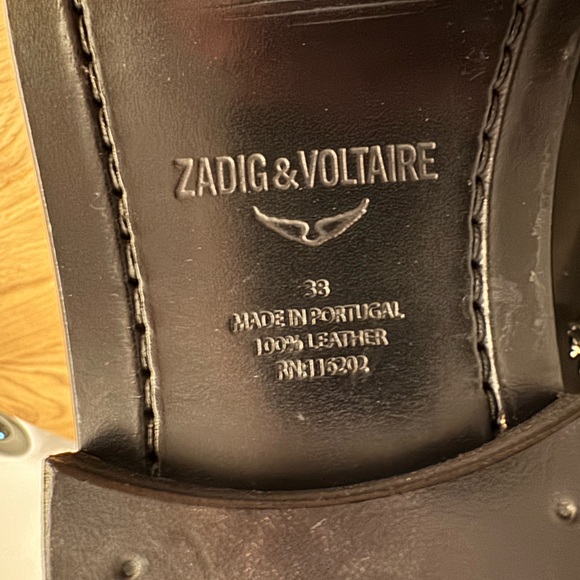 ZADIG & VOLTAIRE
38
MADE IN PORTUGAL
100% LEATHER
RN:116202